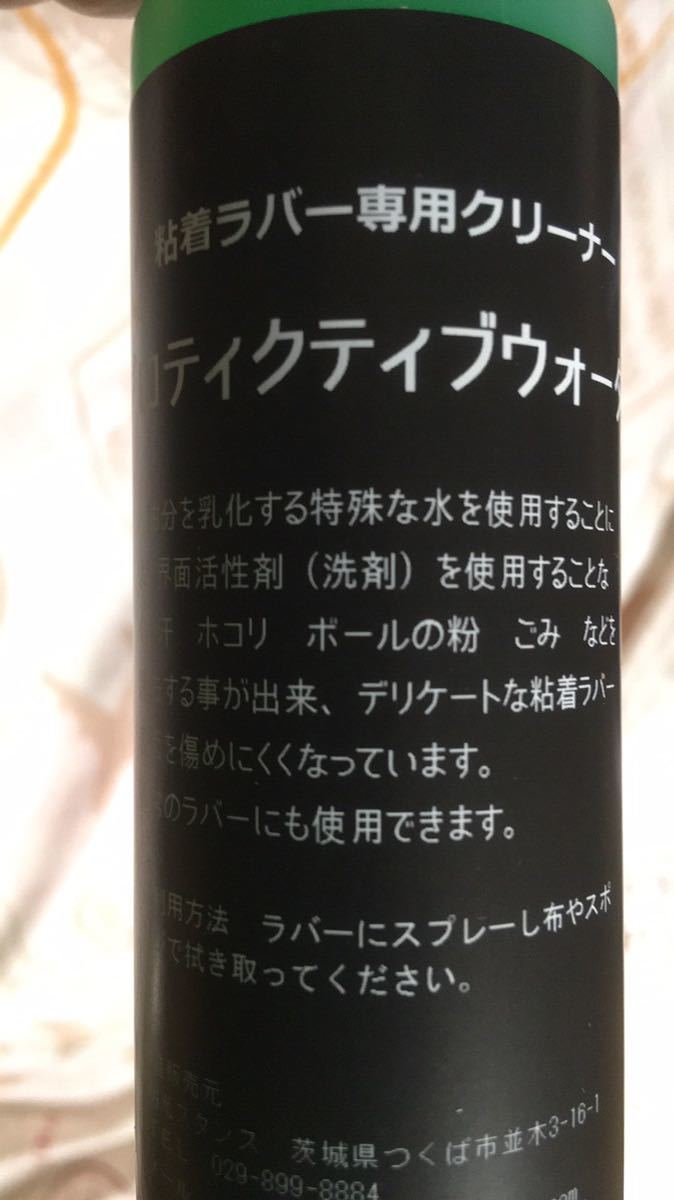 粘着ラバー専用クリーナー
ロティクティブウォータ
分を乳化する特殊な水を使用することに
界面活性剤（洗剤）を使用することな
汗　ホコリ　ボールの粉　ごみ　などを
する事が出来、デリケートな粘着ラバー
を傷めにくくなっています。
のラバーにも使用できます。
利用方法　ラバーにスプレーし布やスポ
で拭き取ってください。
販売元
茨城県つくば市並木3-16-1
TEL　029-899-8884